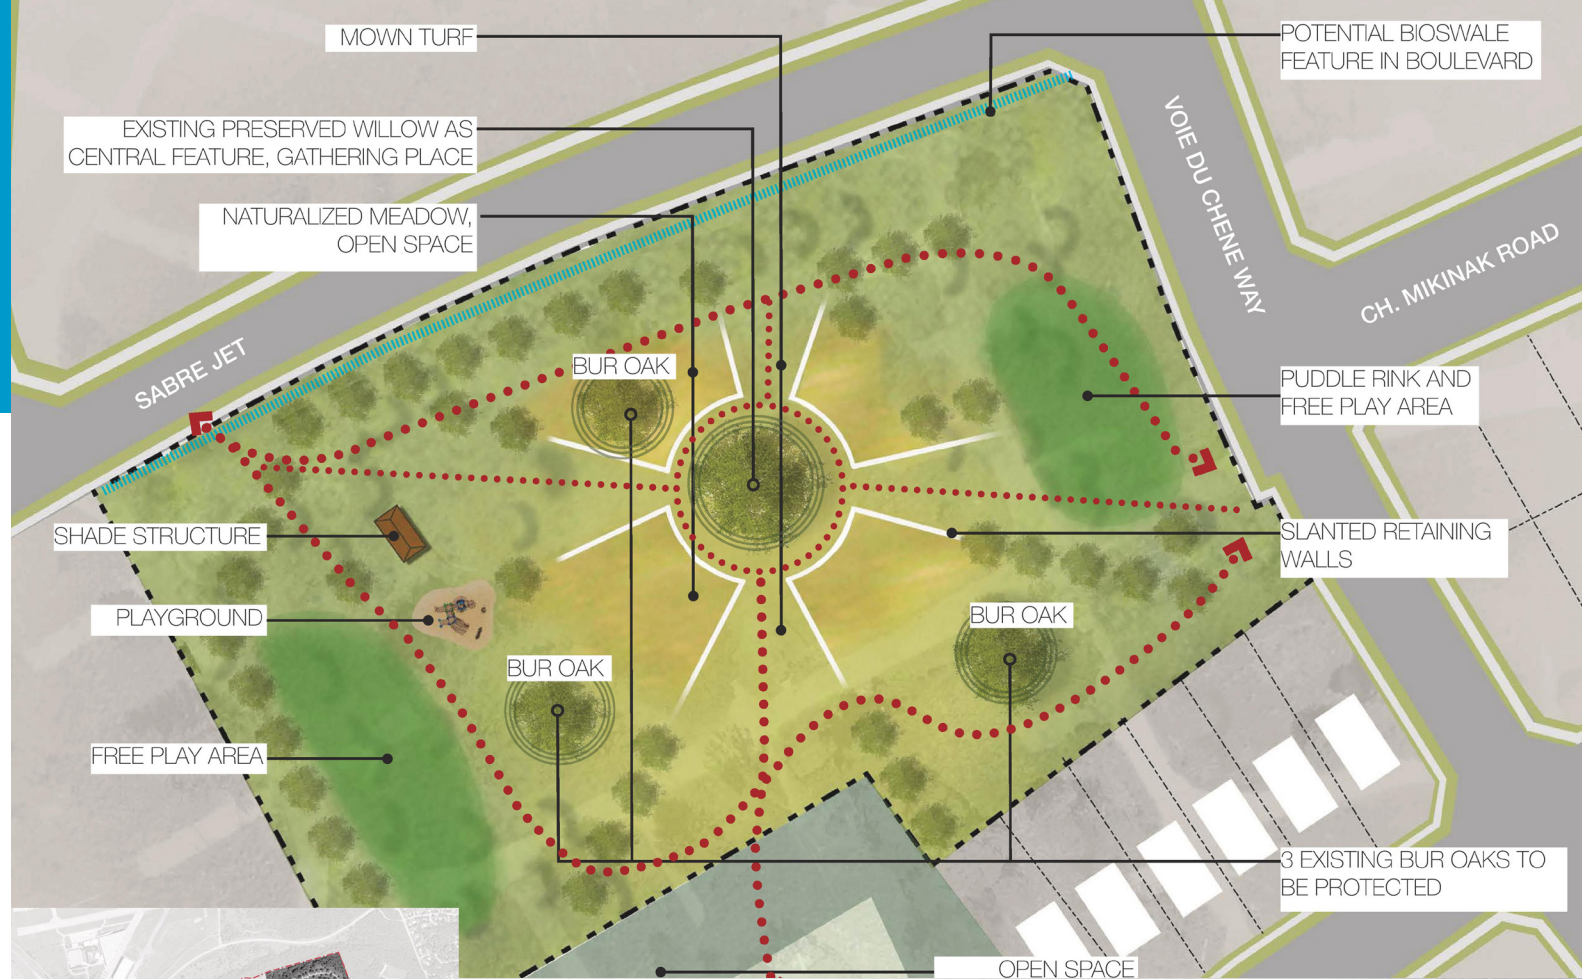 MOWN TURF
POTENTIAL BIOSWALE
FEATURE IN BOULEVARD
EXISTING PRESERVED WILLOW AS
CENTRAL FEATURE, GATHERING PLACE
NATURALIZED MEADOW,
OPEN SPACE
VOIE DU CHENE WAY
CH. MIKINAK ROAD
SABRE JET
BUR OAK
PUDDLE RINK AND
FREE PLAY AREA
SHADE STRUCTURE
SLANTED RETAINING
WALLS
PLAYGROUND
BUR OAK
BUR OAK
FREE PLAY AREA
3 EXISTING BUR OAKS TO
BE PROTECTED
OPEN SPACE